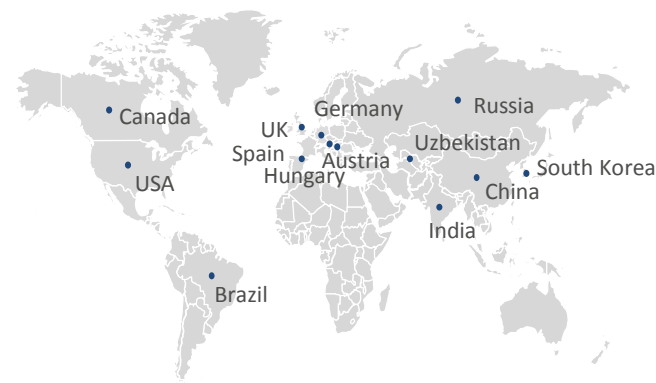 Germany
Russia
Canada
UK
Uzbekistan
Spain
Austria
South Korea
Hungary
USA
China
India
Brazil